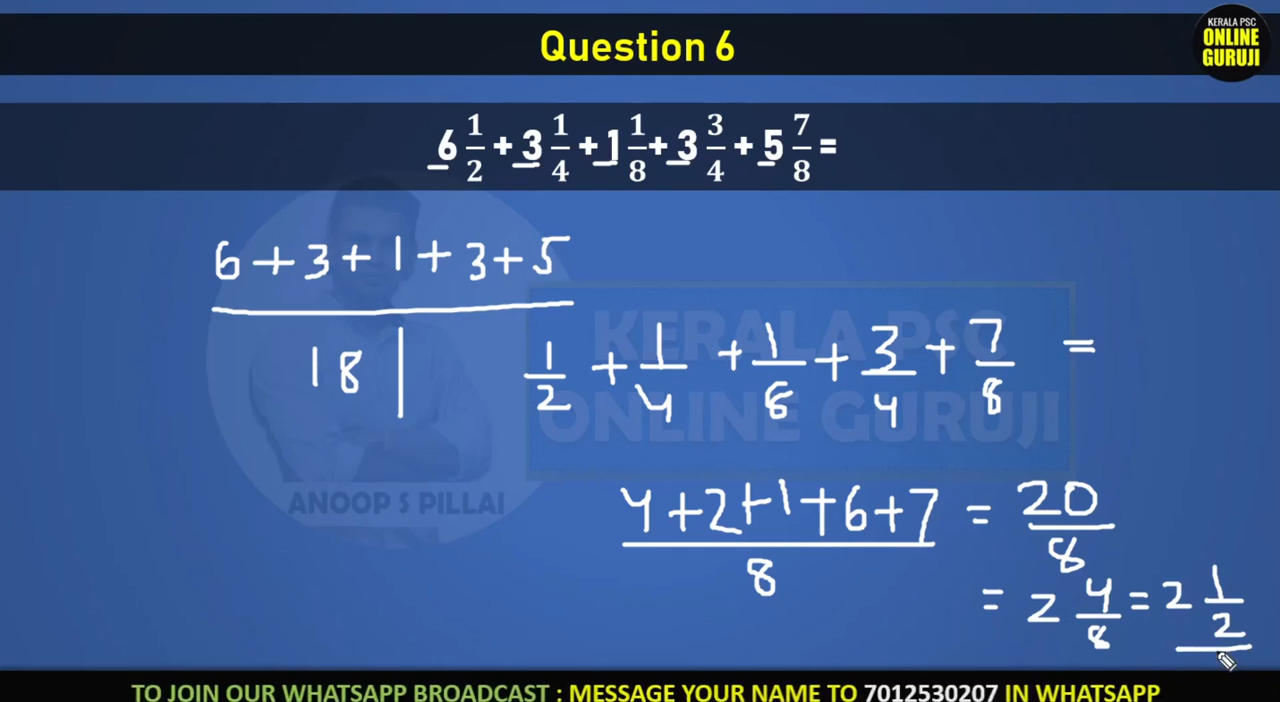 KERALA PSC
ONLINE
GURUJI
Question 6
6 1/2 + 3 1/4 + 1 1/8 + 3 3/4 + 5 7/8 =
6+3+1+3+5
18
1/2 + 1/4 + 1/8 + 3/4 + 7/8 =
KERALA PSC
ONLINE GURUJI
ANOOP S PILLAI
(4+2+1+6+7)/8 = 20/8
= 2 4/8 = 2 1/2
TO JOIN OUR WHATSAPP BROADCAST : MESSAGE YOUR NAME TO 7012530207 IN WHATSAPP